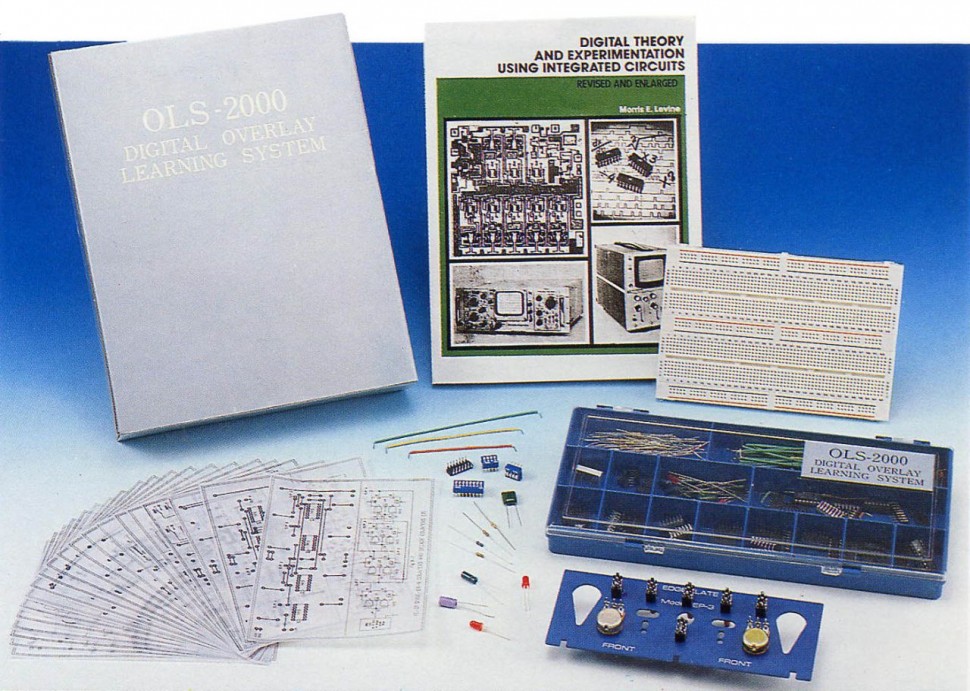 OLS-2000
DIGITAL OVERLAY
LEARNING SYSTEM
DIGITAL THEORY
AND EXPERIMENTATION
USING INTEGRATED CIRCUITS
REVISED AND ENLARGED
Morris E. Levine
OLS-2000
DIGITAL OVERLAY
LEARNING SYSTEM
FRONT
FRONT